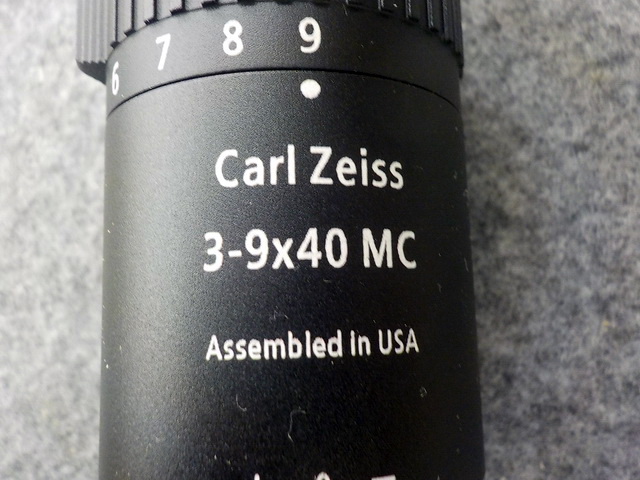 6 7 8 9
Carl Zeiss
3-9x40 MC
Assembled in USA